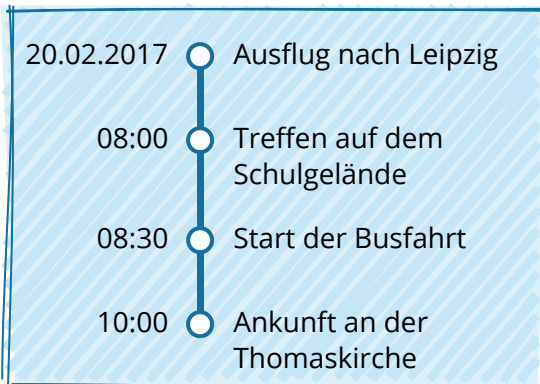 20.02.2017 Ausflug nach Leipzig
08:00 Treffen auf dem
Schulgelände
08:30 Start der Busfahrt
10:00 Ankunft an der
Thomaskirche